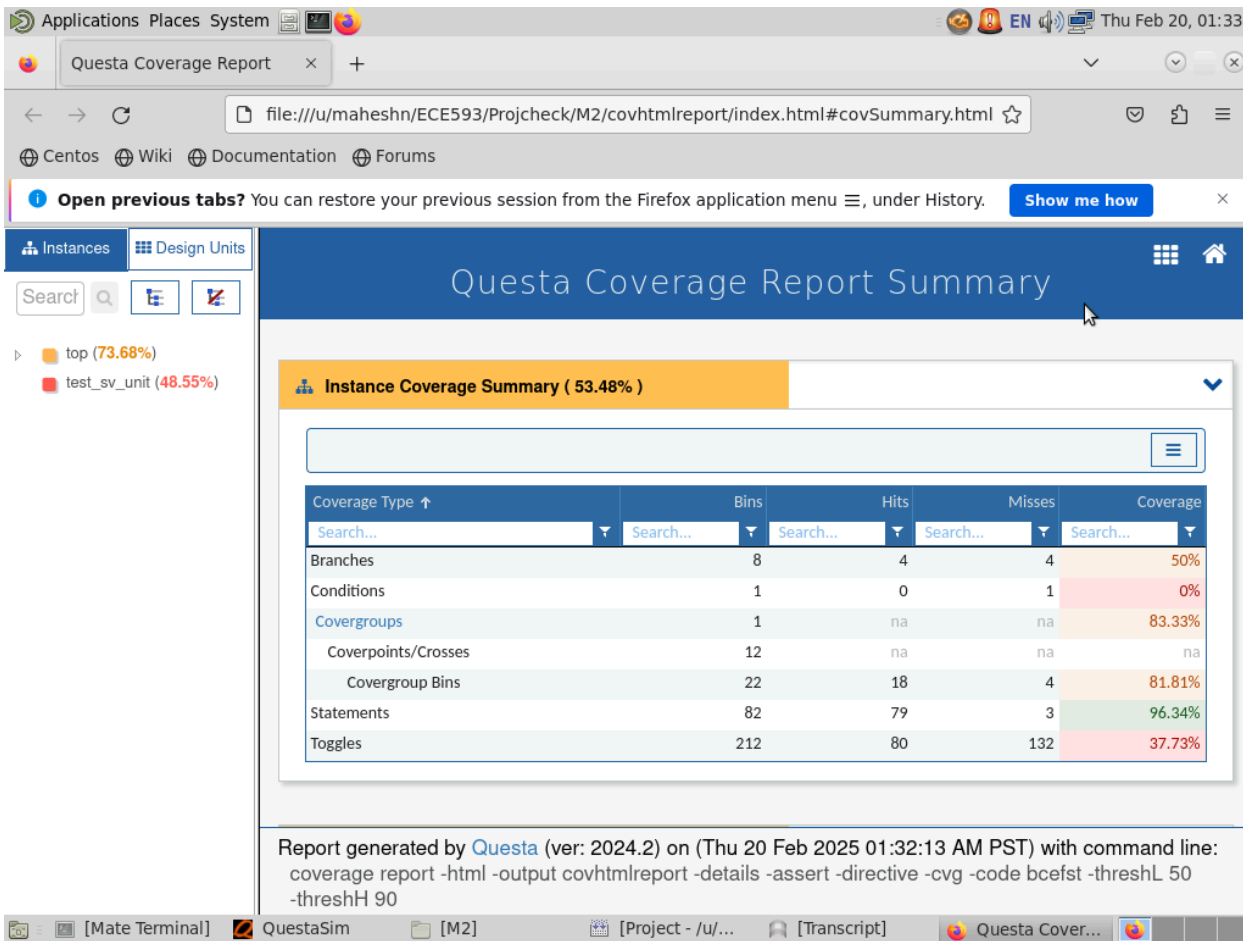 Applications Places System EN Thu Feb 20, 01:33
Questa Coverage Report × +
file:///u/maheshn/ECE593/Projcheck/M2/covhtmlreport/index.html#covSummary.html
Centos Wiki Documentation Forums
Open previous tabs? You can restore your previous session from the Firefox application menu ≡, under History. Show me how
Instances Design Units
Search
top (73.68%)
test_sv_unit (48.55%)
Questa Coverage Report Summary
Instance Coverage Summary ( 53.48% )
Coverage Type ↑ Bins Hits Misses Coverage
Search... Search... Search... Search... Search...
Branches 8 4 4 50%
Conditions 1 0 1 0%
Covergroups 1 na na 83.33%
Coverpoints/Crosses 12 na na na
Covergroup Bins 22 18 4 81.81%
Statements 82 79 3 96.34%
Toggles 212 80 132 37.73%
Report generated by Questa (ver: 2024.2) on (Thu 20 Feb 2025 01:32:13 AM PST) with command line:
coverage report -html -output covhtmlreport -details -assert -directive -cvg -code bcefst -threshL 50
-threshH 90
[Mate Terminal] QuestaSim [M2] [Project - /u/... [Transcript] Questa Cover...